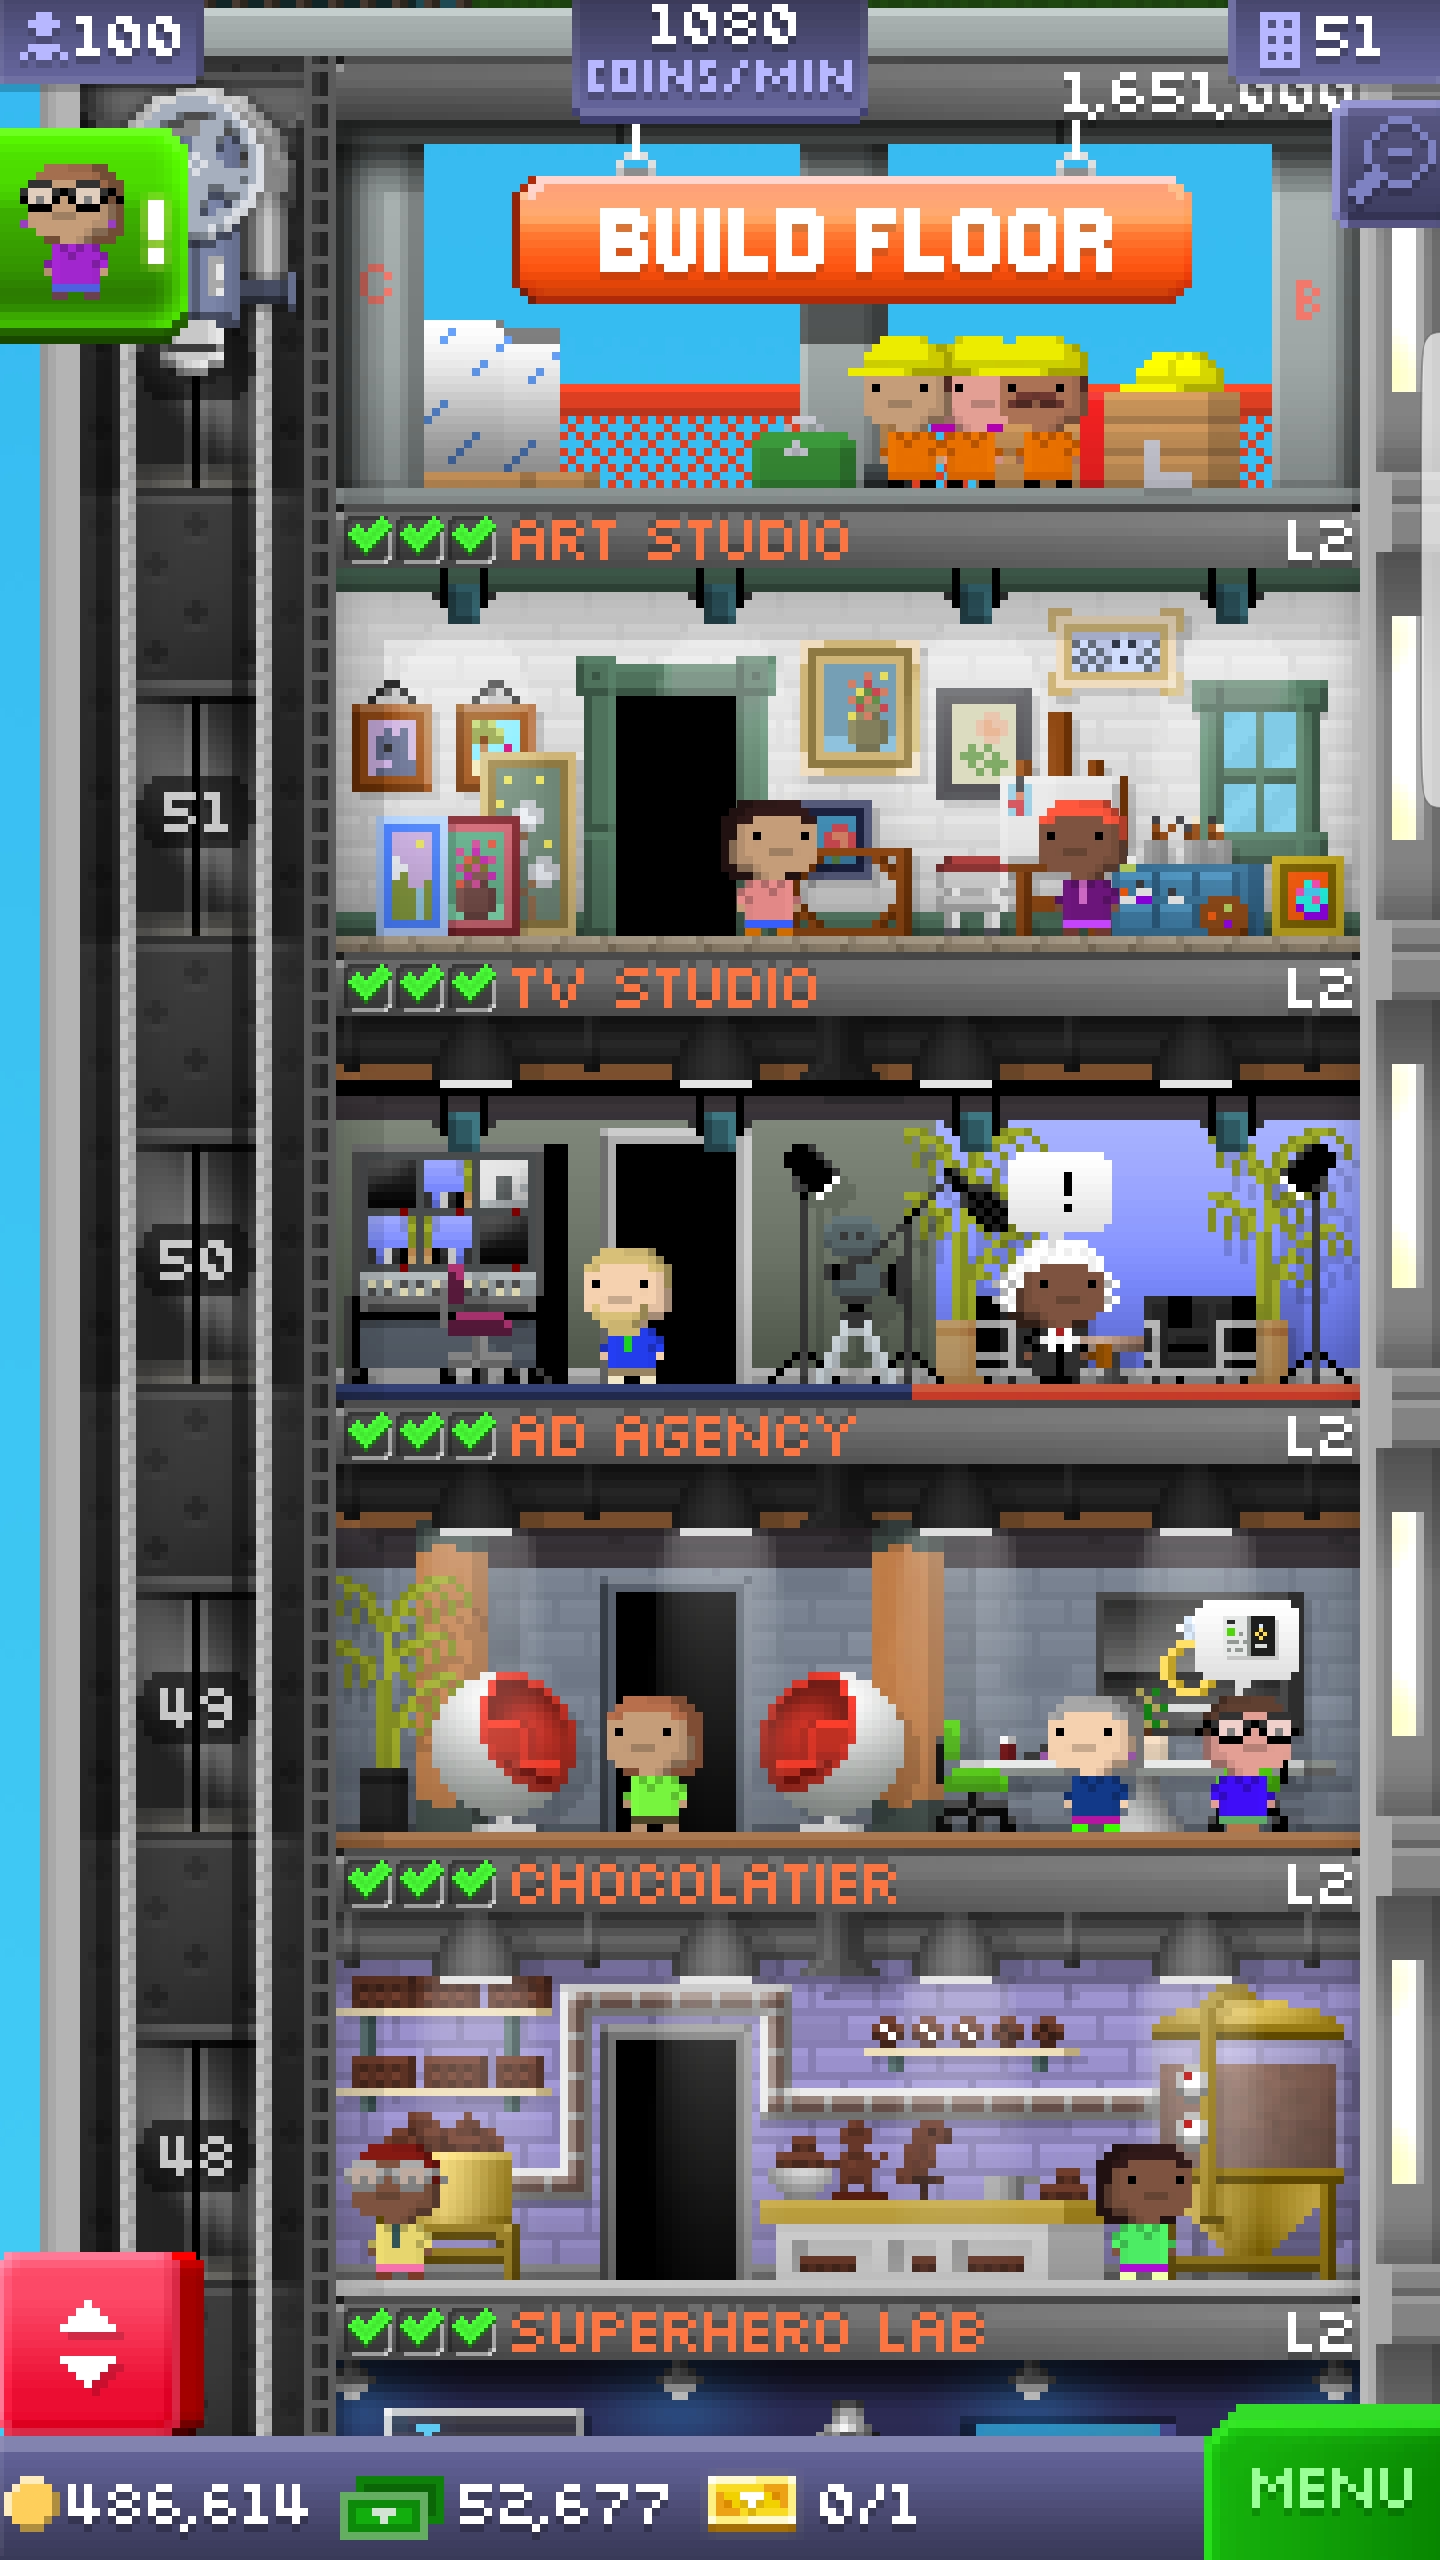 100
1080
COINS/MIN
51
1,651,000
!
BUILD FLOOR
C
B
ART STUDIO L2
51
TV STUDIO L2
!
50
AD AGENCY L2
49
CHOCOLATIER L2
48
SUPERHERO LAB L2
486,614 52,677 0/1
MENU